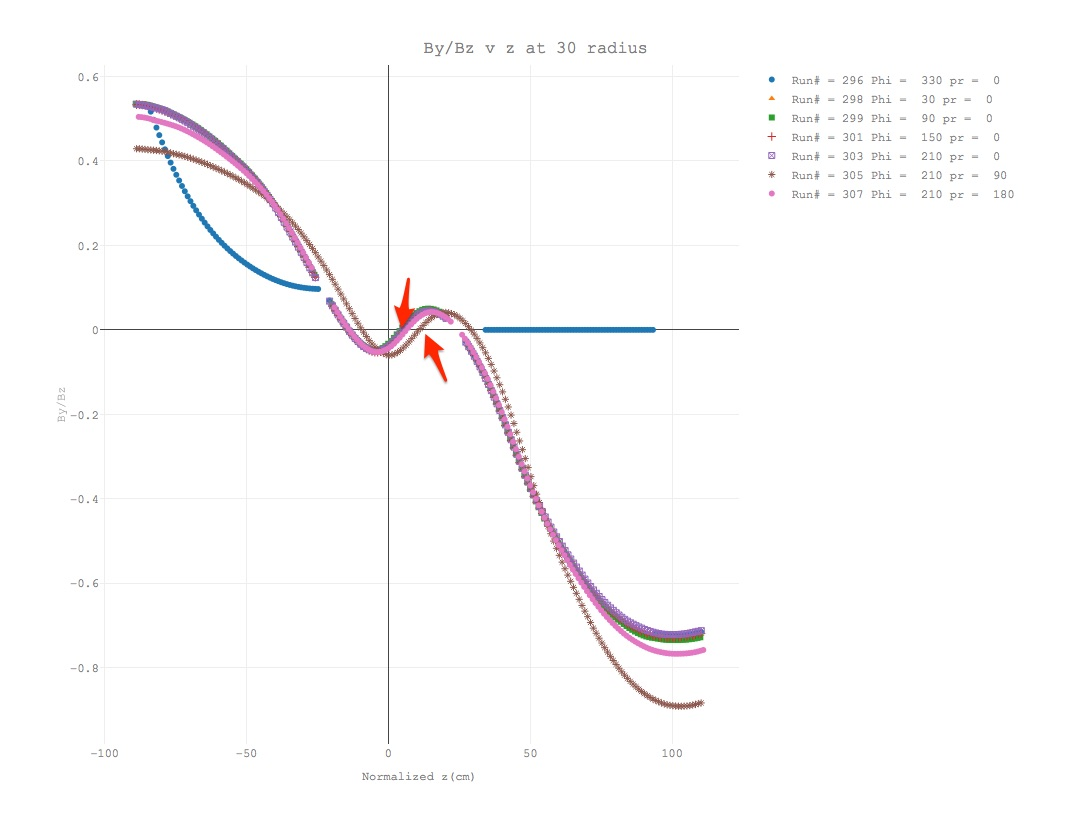 By/Bz v z at 30 radius
Run# = 296 Phi = 330 pr = 0
Run# = 298 Phi = 30 pr = 0
Run# = 299 Phi = 90 pr = 0
Run# = 301 Phi = 150 pr = 0
Run# = 303 Phi = 210 pr = 0
Run# = 305 Phi = 210 pr = 90
Run# = 307 Phi = 210 pr = 180
0.6
0.4
0.2
0
−0.2
−0.4
−0.6
−0.8
By/Bz
−100
−50
0
50
100
Normalized z(cm)